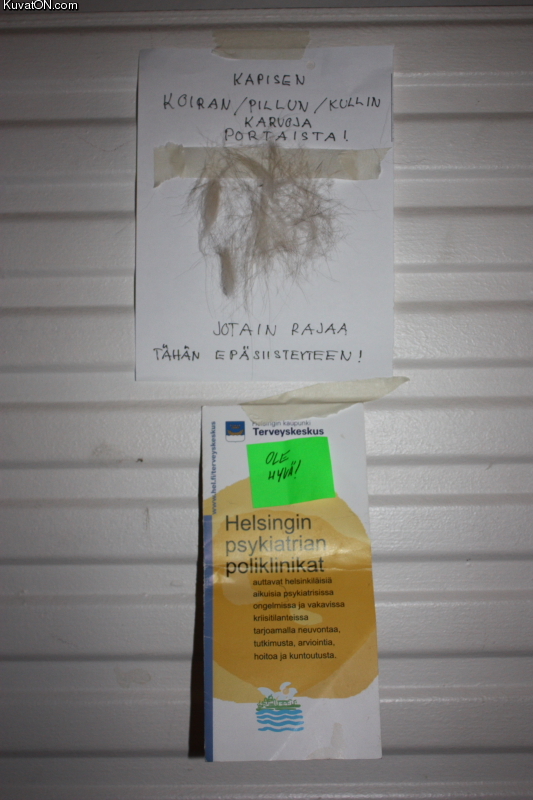 KuvatON.com
KAPISEN
KOIRAN/PILLUN/KULLIN
KARVOJA
PORTAISTA!
JOTAIN RAJAA
TÄHÄN EPÄSIISTEYTEEN!
Helsingin kaupunki
Terveyskeskus
www.hel.fi/terveyskeskus
OLE
HYVÄ!
Helsingin
psykiatrian
poliklinikat
auttavat helsinkiläisiä
aikuisia psykiatrisissa
ongelmissa ja vakavissa
kriisitilanteissa
tarjoamalla neuvontaa,
tutkimusta, arviointia,
hoitoa ja kuntoutusta.